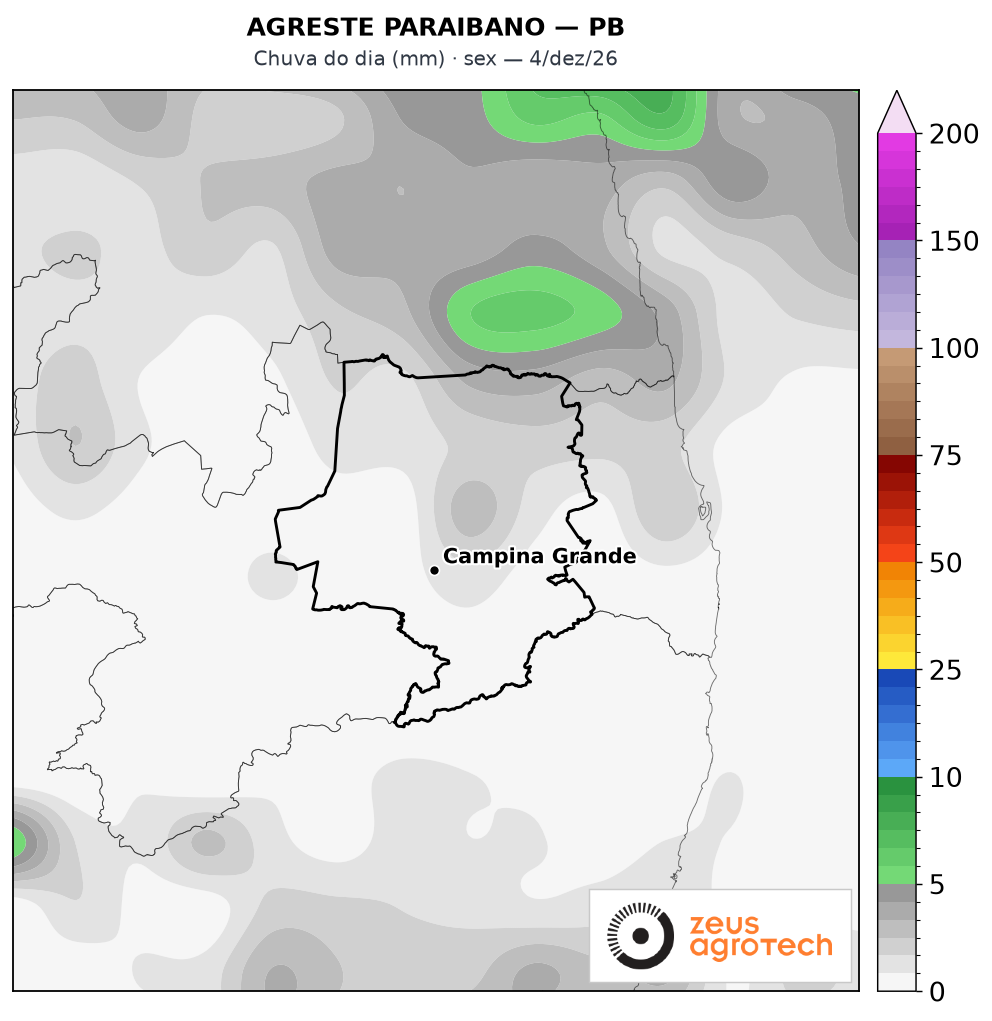 AGRESTE PARAIBANO — PB
Chuva do dia (mm) · sex — 4/dez/26
200
150
100
75
50
25
10
5
0
Campina Grande
zeus
agrotech